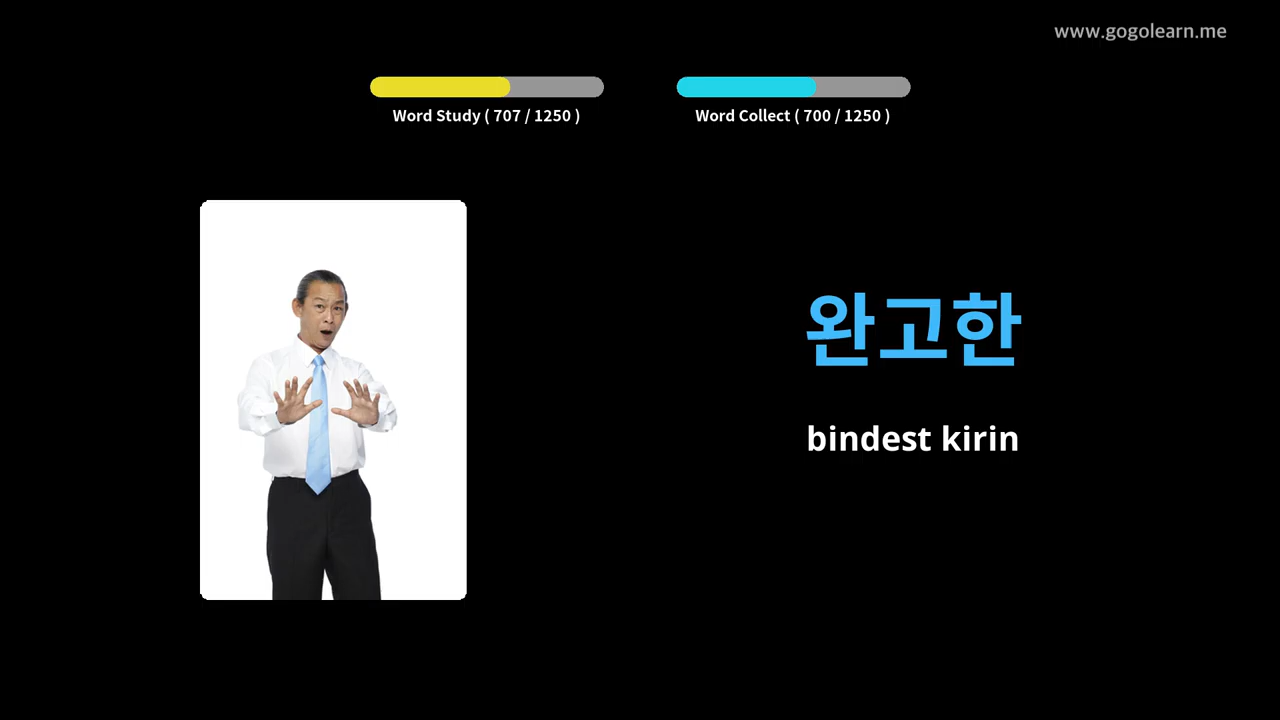 www.gogolearn.me
Word Study ( 707 / 1250 )
Word Collect ( 700 / 1250 )
완고한
bindest kirin